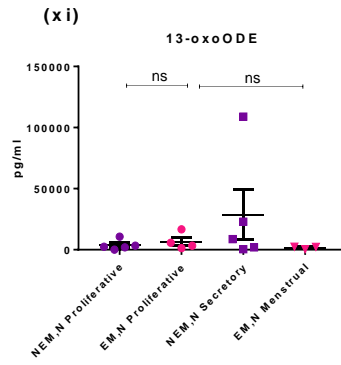 (xi)
13-oxoODE
ns
ns
pg/ml
150000
100000
50000
0
NEM,N Proliferative
EM,N Proliferative
NEM,N Secretory
EM,N Menstrual